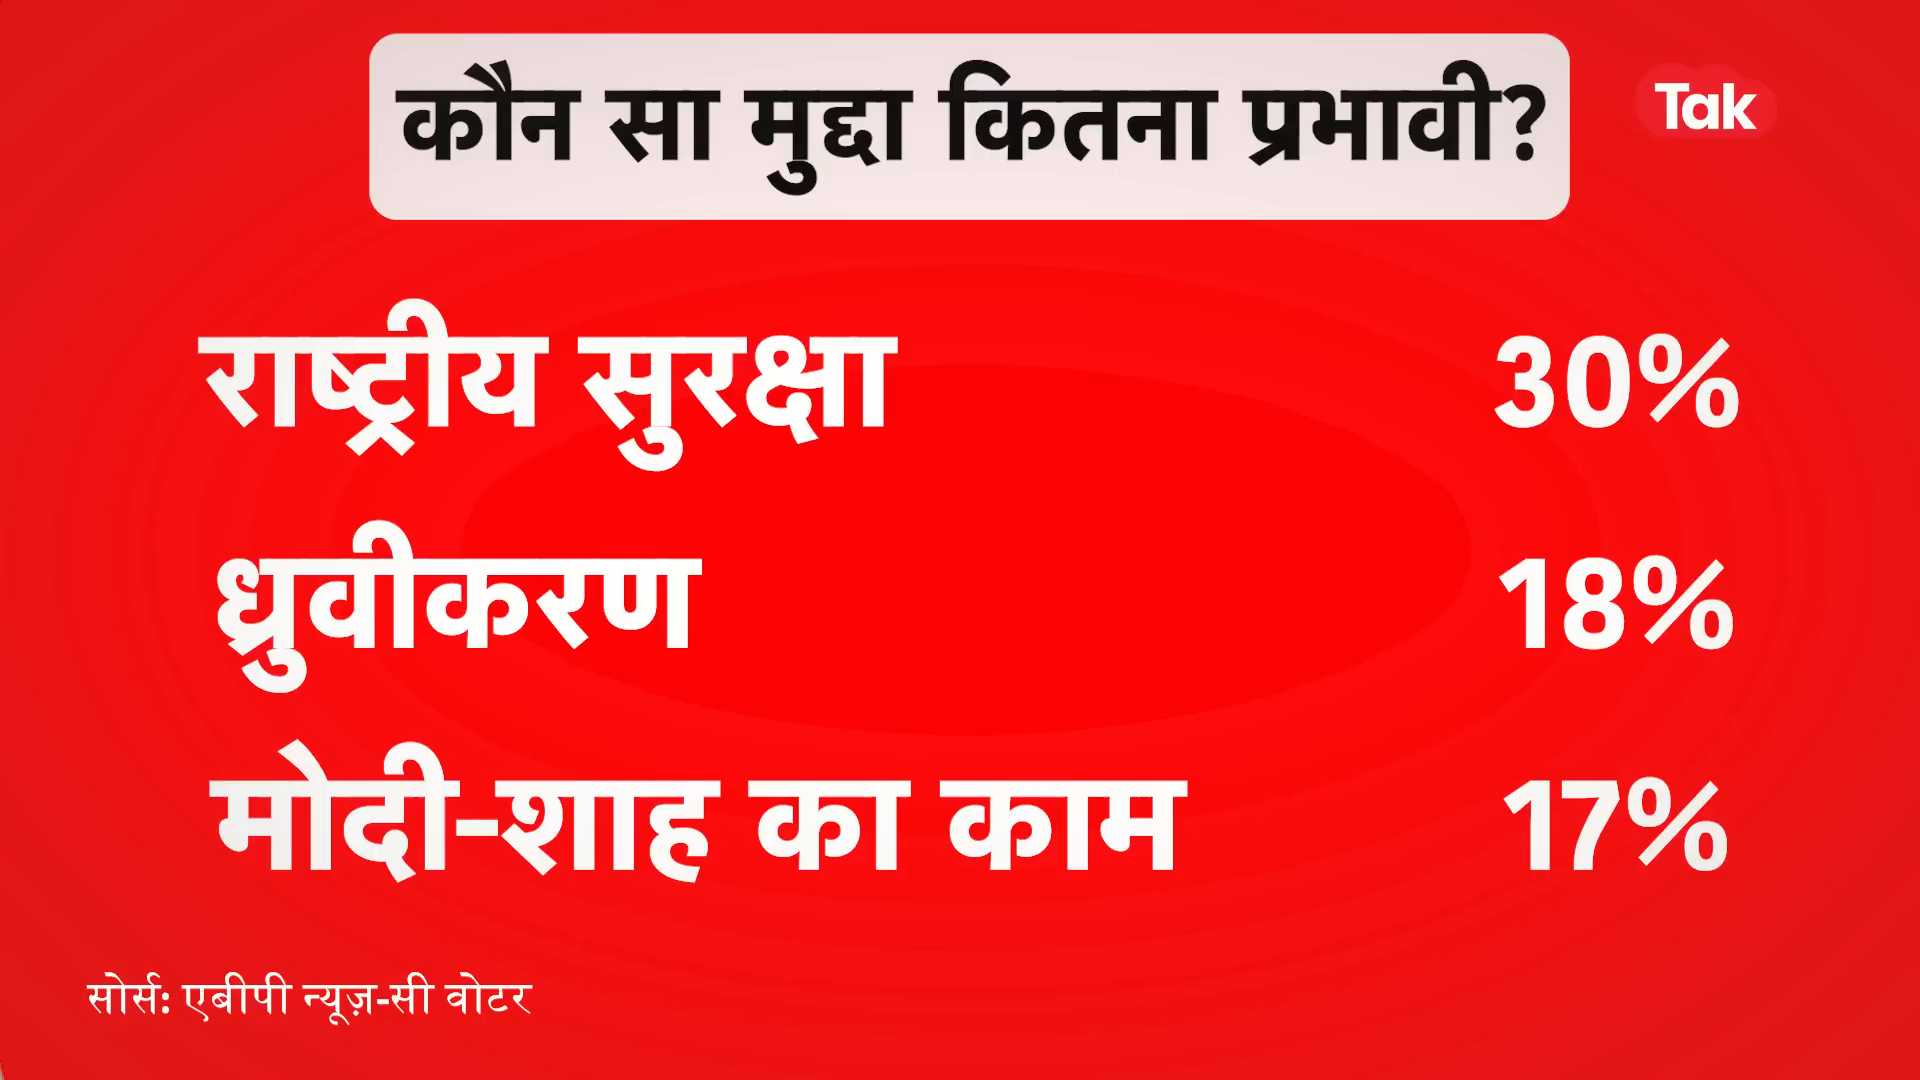 कौन सा मुद्दा कितना प्रभावी?
Tak
राष्ट्रीय सुरक्षा 30%
ध्रुवीकरण 18%
मोदी-शाह का काम 17%
सोर्स: एबीपी न्यूज़-सी वोटर